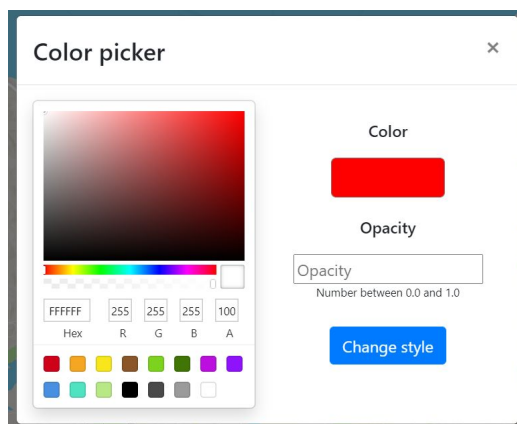 Color picker
×
Color
Opacity
Opacity
Number between 0.0 and 1.0
FFFFFF 255 255 255 100
Hex R G B A
Change style